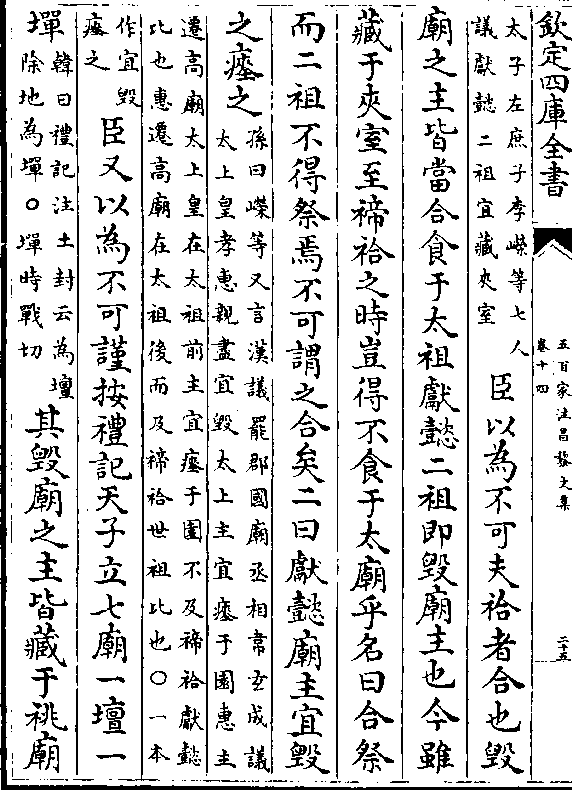 欽定四庫全書
五百家注昌黎文集
卷十四
二十五
太子左庶子李嶸等七人
議獻懿二祖宜藏夾室
臣以為不可夫祫者合也毀
廟之主皆當合食于太祖獻懿二祖即毀廟主也今雖
藏于夾室至禘祫之時豈得不食于太廟乎名曰合祭
而二祖不得祭焉不可謂之合矣二曰獻懿廟主宜毀
之瘞之
孫曰嶸等又言漢議罷郡國廟丞相韋玄成議
太上皇孝惠親盡宜毀太上主宜瘞于園惠主
遷高廟太上皇在太祖前主宜瘞于園不及禘祫獻懿
比也惠遷高廟在太祖後而及禘祫世祖比也○一本
作宜毀
瘞之
臣又以為不可謹按禮記天子立七廟一壇一
墠
韓曰禮記注土封云為壇
除地為墠○墠時戰切
其毀廟之主皆藏于祧廟